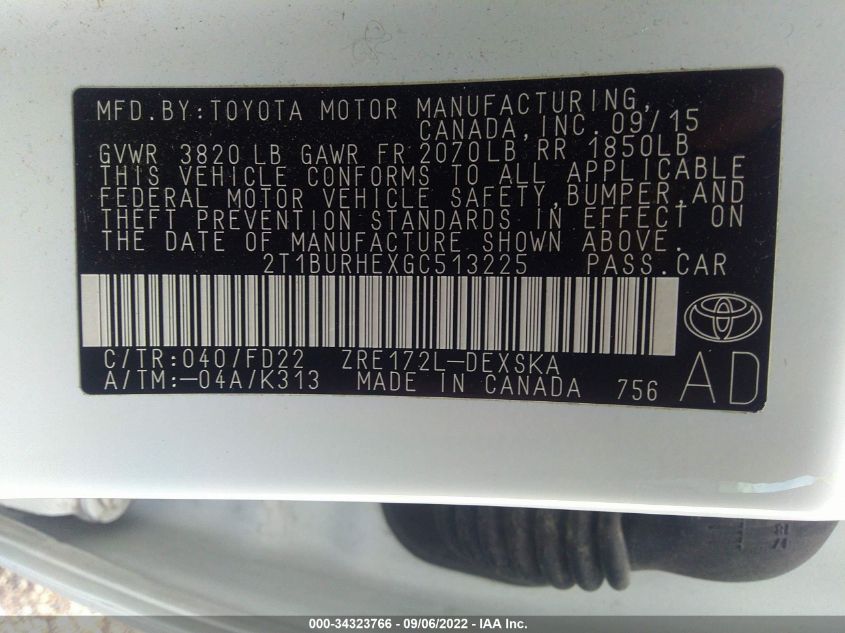 MFD.BY:TOYOTA MOTOR MANUFACTURING,
CANADA,INC.09/15
GVWR 3820LB GAWR FR 2070LB RR 1850LB
THIS VEHICLE CONFORMS TO ALL APPLICABLE
FEDERAL MOTOR VEHICLE SAFETY,BUMPER,AND
THEFT PREVENTION STANDARDS IN EFFECT ON
THE DATE OF MANUFACTURE SHOWN ABOVE.
2T1BURHEXGC513225 PASS.CAR
C/TR:040/FD22 ZRE172L-DEXSKA
A/TM:-04A/K313 MADE IN CANADA 756 AD
000-34323766 - 09/06/2022 - IAA Inc.